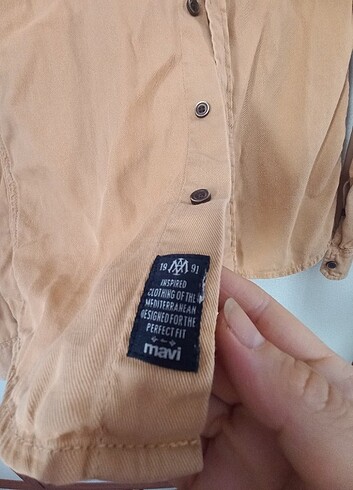 19 91
INSPIRED
CLOTHING OF THE
MEDITERRANEAN
DESIGNED FOR THE
PERFECT FIT
mavi